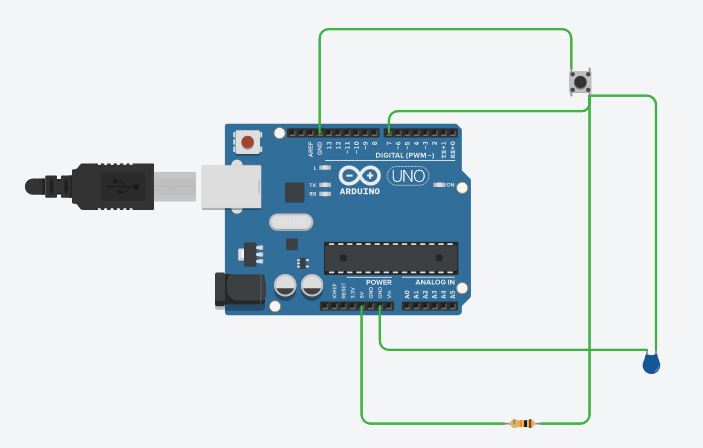 AREF
GND
13
12
~11
~10
~9
8
7
~6
~5
4
~3
2
TX→1
RX←0
DIGITAL (PWM~)
L
TX
RX
ARDUINO
UNO
ON
POWER
ANALOG IN
IOREF
RESET
3.3V
5V
GND
GND
Vin
A0
A1
A2
A3
A4
A5